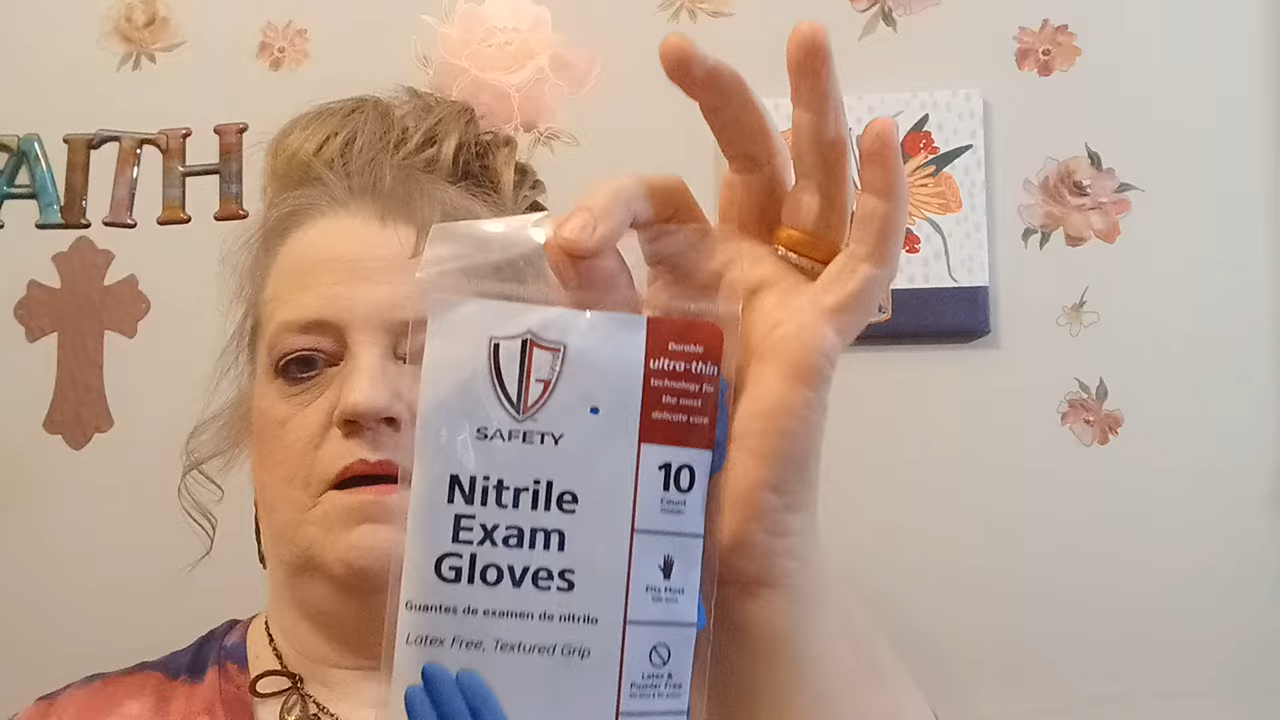 AITH
VG
SAFETY
Nitrile
Exam
Gloves
Guantes de examen de nitrilo
Latex Free, Textured Grip
Durable
ultra-thin
technology for
the most
delicate care
10
Count
Fits Most
Latex &
Powder Free